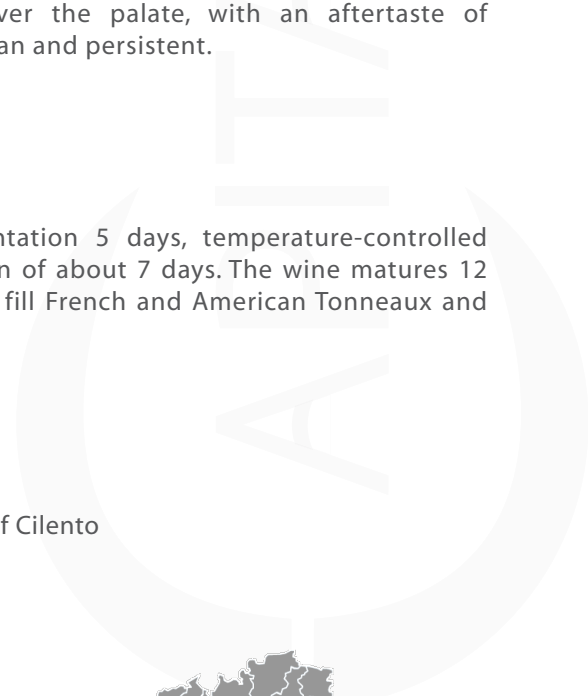 ver the palate, with an aftertaste of
an and persistent.
ntation 5 days, temperature-controlled
n of about 7 days. The wine matures 12
fill French and American Tonneaux and
f Cilento